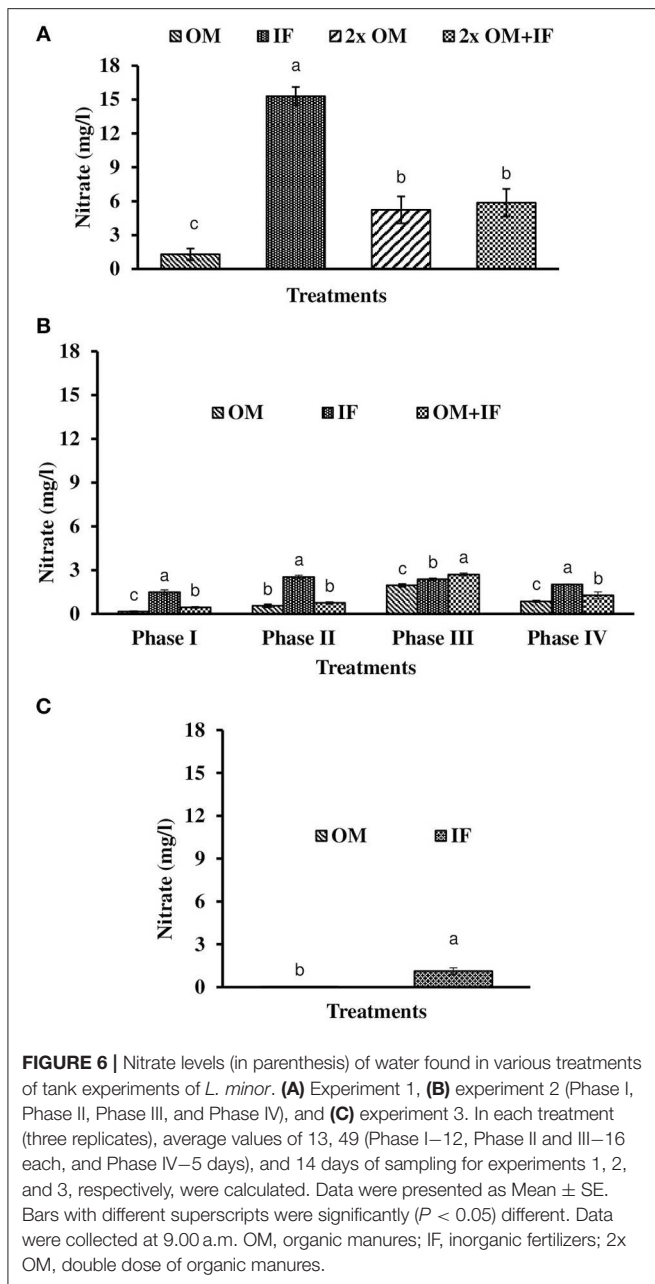 A
OM IF 2x OM 2x OM+IF
18
15
12
9
6
3
0
Nitrate (mg/l)
c
a
b
b
Treatments
B
18
15
12
9
6
3
0
Nitrate (mg/l)
OM IF OM+IF
c a b
b a b
c b a
c a b
Phase I Phase II Phase III Phase IV
Treatments
C
18
15
12
9
6
3
0
Nitrate (mg/l)
OM IF
b
a
Treatments
FIGURE 6 | Nitrate levels (in parenthesis) of water found in various treatments
of tank experiments of L. minor. (A) Experiment 1, (B) experiment 2 (Phase I,
Phase II, Phase III, and Phase IV), and (C) experiment 3. In each treatment
(three replicates), average values of 13, 49 (Phase I–12, Phase II and III–16
each, and Phase IV–5 days), and 14 days of sampling for experiments 1, 2,
and 3, respectively, were calculated. Data were presented as Mean ± SE.
Bars with different superscripts were significantly (P < 0.05) different. Data
were collected at 9.00 a.m. OM, organic manures; IF, inorganic fertilizers; 2x
OM, double dose of organic manures.